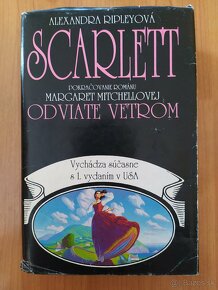 ALEXANDRA RIPLEYOVÁ
SCARLETT
POKRAČOVANIE ROMÁNU
MARGARET MITCHELLOVEJ
ODVIATE VETROM
Vychádza súčasne
s 1. vydaním v USA